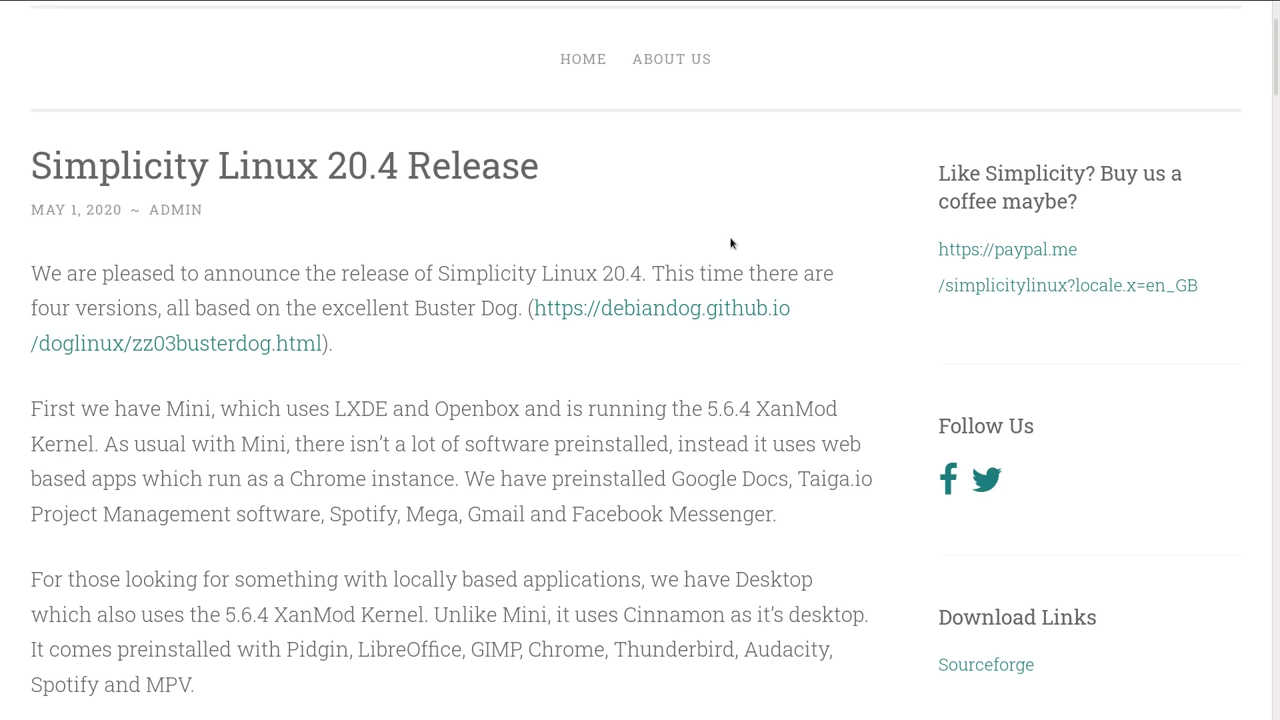 HOME ABOUT US
Simplicity Linux 20.4 Release
MAY 1, 2020 ~ ADMIN
We are pleased to announce the release of Simplicity Linux 20.4. This time there are
four versions, all based on the excellent Buster Dog. (https://debiandog.github.io
/doglinux/zz03busterdog.html).
First we have Mini, which uses LXDE and Openbox and is running the 5.6.4 XanMod
Kernel. As usual with Mini, there isn’t a lot of software preinstalled, instead it uses web
based apps which run as a Chrome instance. We have preinstalled Google Docs, Taiga.io
Project Management software, Spotify, Mega, Gmail and Facebook Messenger.
For those looking for something with locally based applications, we have Desktop
which also uses the 5.6.4 XanMod Kernel. Unlike Mini, it uses Cinnamon as it’s desktop.
It comes preinstalled with Pidgin, LibreOffice, GIMP, Chrome, Thunderbird, Audacity,
Spotify and MPV.
Like Simplicity? Buy us a
coffee maybe?
https://paypal.me
/simplicitylinux?locale.x=en_GB
Follow Us
Download Links
Sourceforge